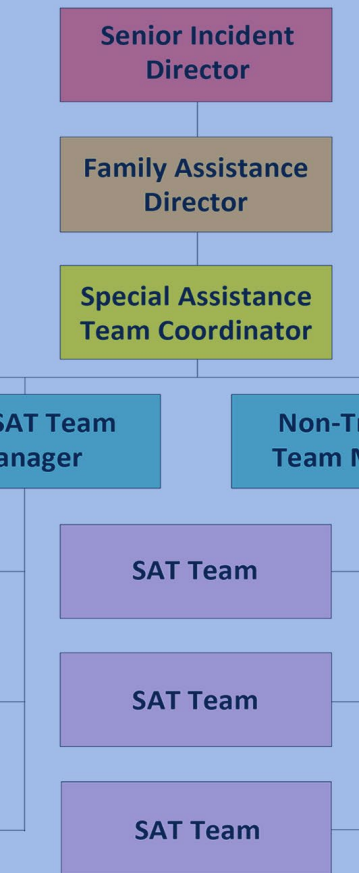 Senior Incident
Director
Family Assistance
Director
Special Assistance
Team Coordinator
SAT Team
Non-Tr
Team M
anager
SAT Team
SAT Team
SAT Team